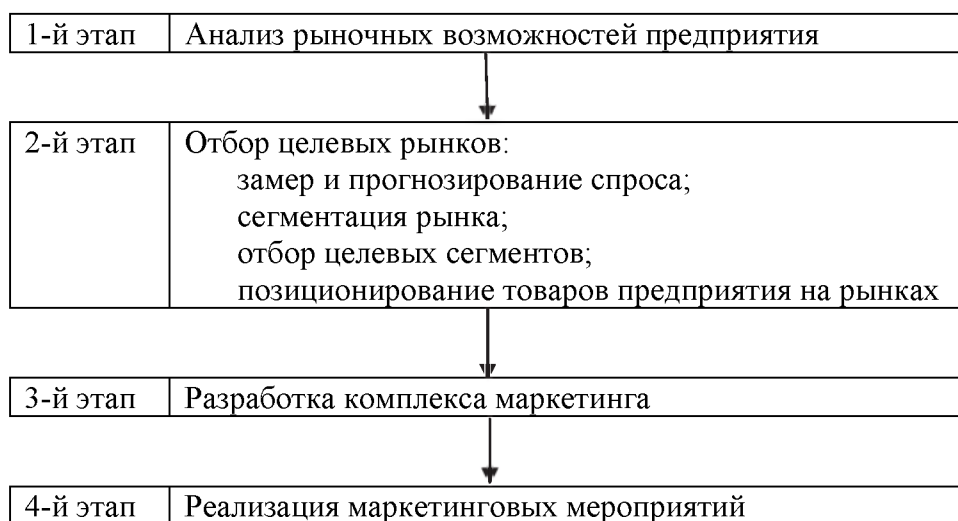 1-й этап Анализ рыночных возможностей предприятия
2-й этап Отбор целевых рынков:
замер и прогнозирование спроса;
сегментация рынка;
отбор целевых сегментов;
позиционирование товаров предприятия на рынках
3-й этап Разработка комплекса маркетинга
4-й этап Реализация маркетинговых мероприятий